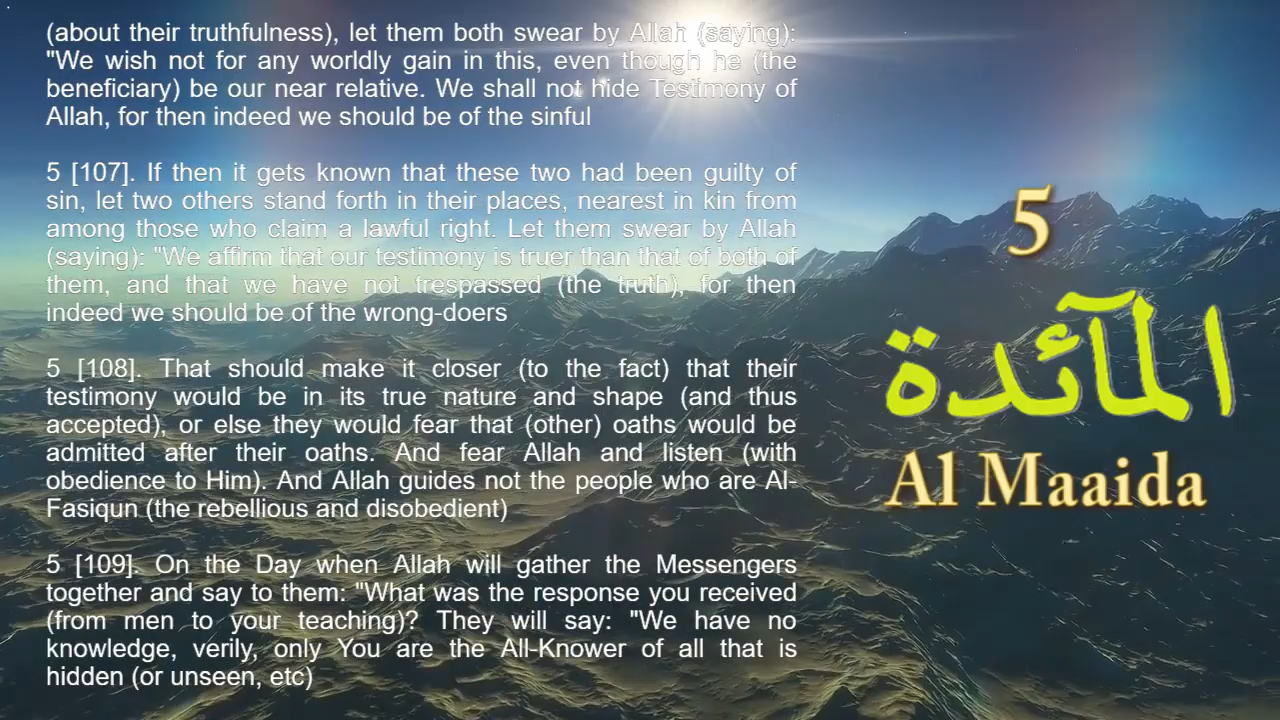 (about their truthfulness), let them both swear by Allah (saying):
"We wish not for any worldly gain in this, even though he (the
beneficiary) be our near relative. We shall not hide Testimony of
Allah, for then indeed we should be of the sinful
5 [107]. If then it gets known that these two had been guilty of
sin, let two others stand forth in their places, nearest in kin from
among those who claim a lawful right. Let them swear by Allah
(saying): "We affirm that our testimony is truer than that of both of
them, and that we have not trespassed (the truth), for then
indeed we should be of the wrong-doers
5 [108]. That should make it closer (to the fact) that their
testimony would be in its true nature and shape (and thus
accepted), or else they would fear that (other) oaths would be
admitted after their oaths. And fear Allah and listen (with
obedience to Him). And Allah guides not the people who are Al-
Fasiqun (the rebellious and disobedient)
5 [109]. On the Day when Allah will gather the Messengers
together and say to them: "What was the response you received
(from men to your teaching)? They will say: "We have no
knowledge, verily, only You are the All-Knower of all that is
hidden (or unseen, etc)
5
المآئدة
Al Maaida